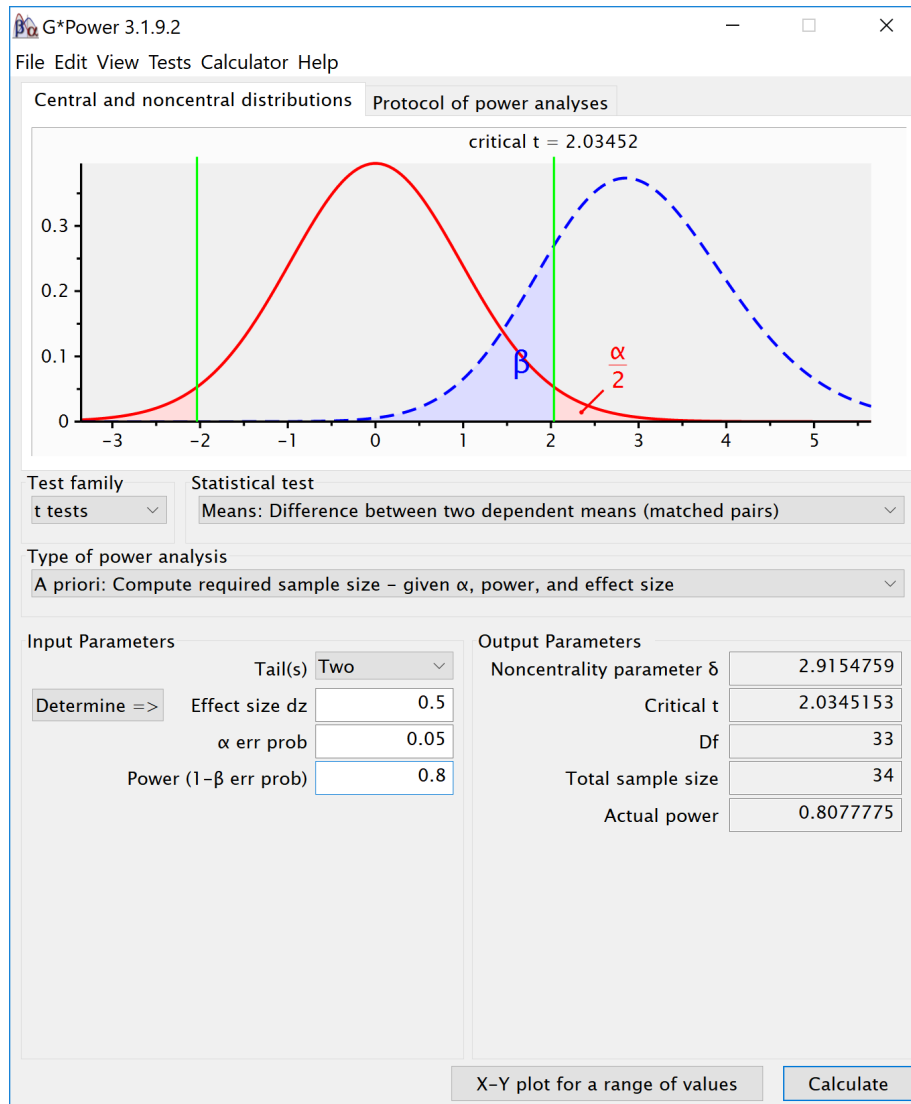 βα G*Power 3.1.9.2
File Edit View Tests Calculator Help
Central and noncentral distributions Protocol of power analyses
critical t = 2.03452
0.3
0.2
β
α
2
0.1
0
-3 -2 -1 0 1 2 3 4 5
Test family Statistical test
t tests Means: Difference between two dependent means (matched pairs)
Type of power analysis
A priori: Compute required sample size – given α, power, and effect size
Input Parameters Output Parameters
Tail(s) Two Noncentrality parameter δ 2.9154759
Determine => Effect size dz 0.5 Critical t 2.0345153
α err prob 0.05 Df 33
Power (1-β err prob) 0.8 Total sample size 34
Actual power 0.8077775
X-Y plot for a range of values Calculate